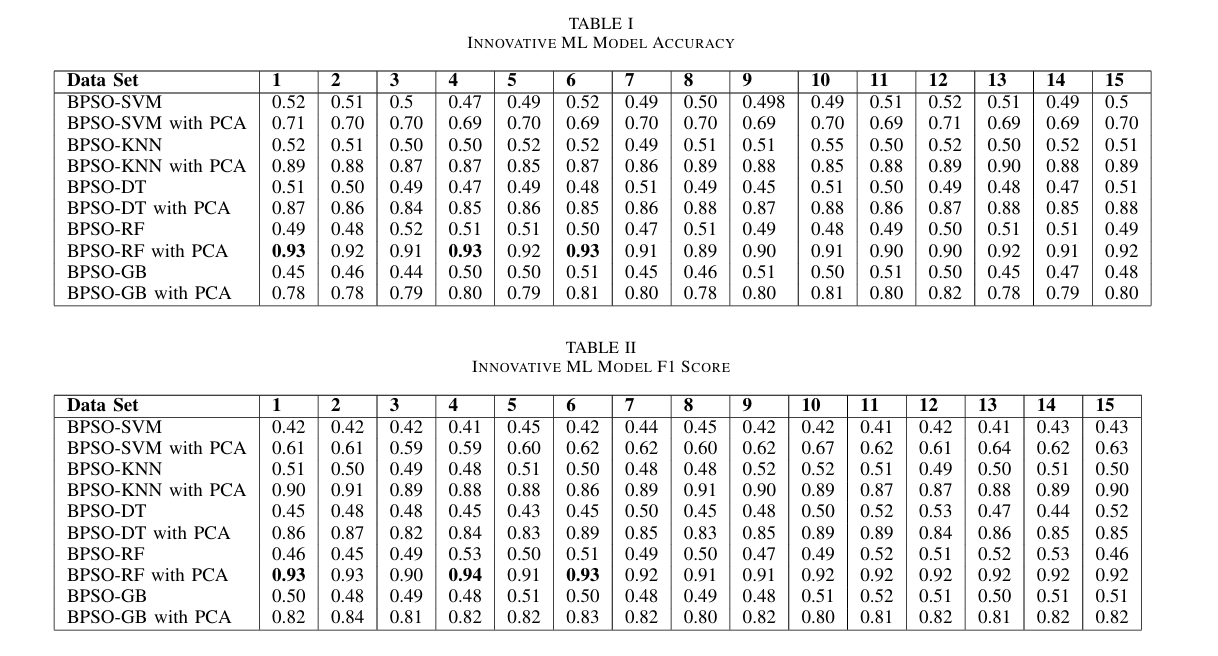 TABLE I
INNOVATIVE ML MODEL ACCURACY
Data Set 1 2 3 4 5 6 7 8 9 10 11 12 13 14 15
BPSO-SVM 0.52 0.51 0.5 0.47 0.49 0.52 0.49 0.50 0.498 0.49 0.51 0.52 0.51 0.49 0.5
BPSO-SVM with PCA 0.71 0.70 0.70 0.69 0.70 0.69 0.70 0.70 0.69 0.70 0.69 0.71 0.69 0.69 0.70
BPSO-KNN 0.52 0.51 0.50 0.50 0.52 0.52 0.49 0.51 0.51 0.55 0.50 0.52 0.50 0.52 0.51
BPSO-KNN with PCA 0.89 0.88 0.87 0.87 0.85 0.87 0.86 0.89 0.88 0.85 0.88 0.89 0.90 0.88 0.89
BPSO-DT 0.51 0.50 0.49 0.47 0.49 0.48 0.51 0.49 0.45 0.51 0.50 0.49 0.48 0.47 0.51
BPSO-DT with PCA 0.87 0.86 0.84 0.85 0.86 0.85 0.86 0.88 0.87 0.88 0.86 0.87 0.88 0.85 0.88
BPSO-RF 0.49 0.48 0.52 0.51 0.51 0.50 0.47 0.51 0.49 0.48 0.49 0.50 0.51 0.51 0.49
BPSO-RF with PCA 0.93 0.92 0.91 0.93 0.92 0.93 0.91 0.89 0.90 0.91 0.90 0.90 0.92 0.91 0.92
BPSO-GB 0.45 0.46 0.44 0.50 0.50 0.51 0.45 0.46 0.51 0.50 0.51 0.50 0.45 0.47 0.48
BPSO-GB with PCA 0.78 0.78 0.79 0.80 0.79 0.81 0.80 0.78 0.80 0.81 0.80 0.82 0.78 0.79 0.80
TABLE II
INNOVATIVE ML MODEL F1 SCORE
Data Set 1 2 3 4 5 6 7 8 9 10 11 12 13 14 15
BPSO-SVM 0.42 0.42 0.42 0.41 0.45 0.42 0.44 0.45 0.42 0.42 0.41 0.42 0.41 0.43 0.43
BPSO-SVM with PCA 0.61 0.61 0.59 0.59 0.60 0.62 0.62 0.60 0.62 0.67 0.62 0.61 0.64 0.62 0.63
BPSO-KNN 0.51 0.50 0.49 0.48 0.51 0.50 0.48 0.48 0.52 0.52 0.51 0.49 0.50 0.51 0.50
BPSO-KNN with PCA 0.90 0.91 0.89 0.88 0.88 0.86 0.89 0.91 0.90 0.89 0.87 0.87 0.88 0.89 0.90
BPSO-DT 0.45 0.48 0.48 0.45 0.43 0.45 0.50 0.45 0.48 0.50 0.52 0.53 0.47 0.44 0.52
BPSO-DT with PCA 0.86 0.87 0.82 0.84 0.83 0.89 0.85 0.83 0.85 0.89 0.89 0.84 0.86 0.85 0.85
BPSO-RF 0.46 0.45 0.49 0.53 0.50 0.51 0.49 0.50 0.47 0.49 0.52 0.51 0.52 0.53 0.46
BPSO-RF with PCA 0.93 0.93 0.90 0.94 0.91 0.93 0.92 0.91 0.91 0.92 0.92 0.92 0.92 0.92 0.92
BPSO-GB 0.50 0.48 0.49 0.48 0.51 0.50 0.48 0.49 0.48 0.51 0.52 0.51 0.50 0.51 0.51
BPSO-GB with PCA 0.82 0.84 0.81 0.82 0.82 0.83 0.82 0.80 0.82 0.80 0.81 0.82 0.81 0.82 0.82